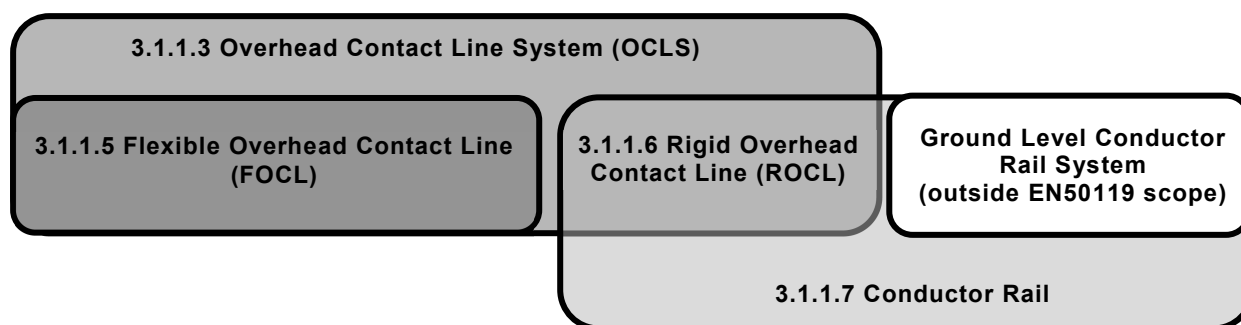 3.1.1.3 Overhead Contact Line System (OCLS)
3.1.1.5 Flexible Overhead Contact Line
(FOCL)
3.1.1.6 Rigid Overhead
Contact Line (ROCL)
Ground Level Conductor
Rail System
(outside EN50119 scope)
3.1.1.7 Conductor Rail